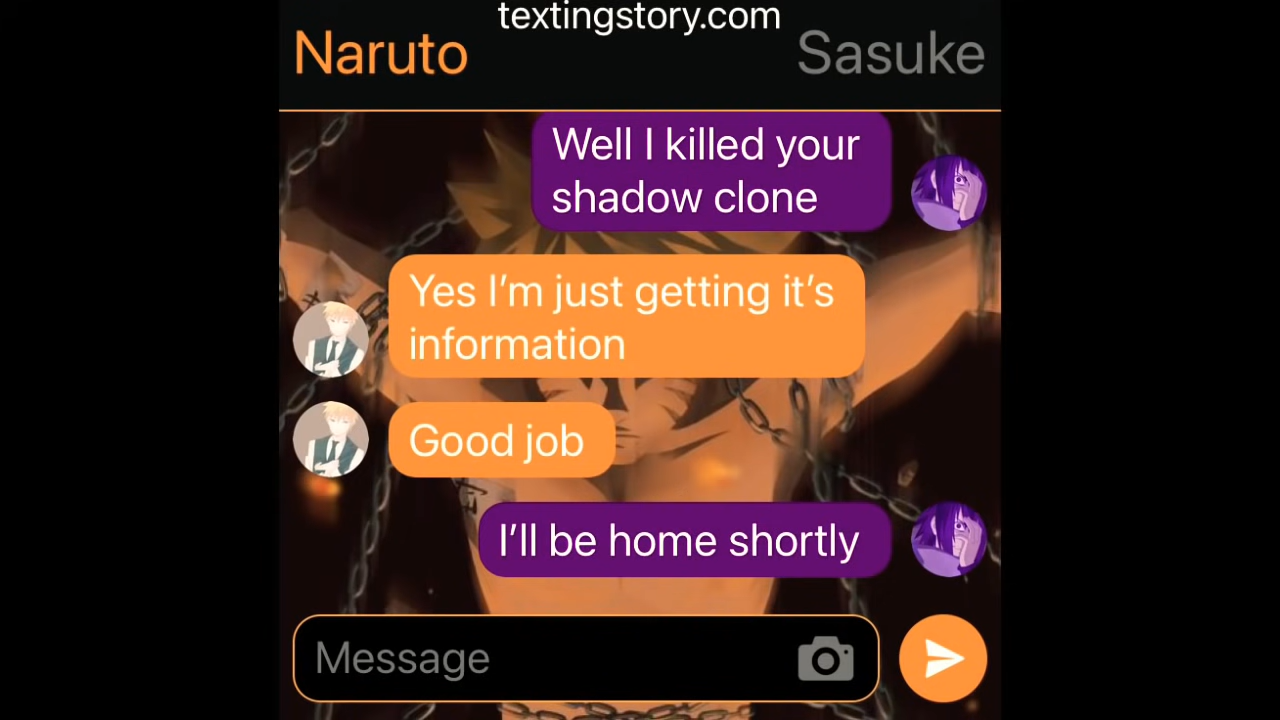 textingstory.com
Naruto
Sasuke
Well I killed your
shadow clone
Yes I’m just getting it’s
information
Good job
I’ll be home shortly
Message